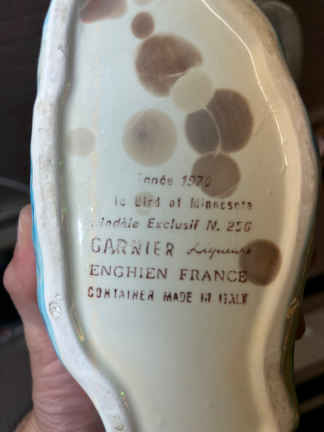 Année 1970
le Bird of Minnesota
Modèle Exclusif N. 256
GARNIER Liqueurs
ENGHIEN FRANCE
CONTAINER MADE IN ITALY